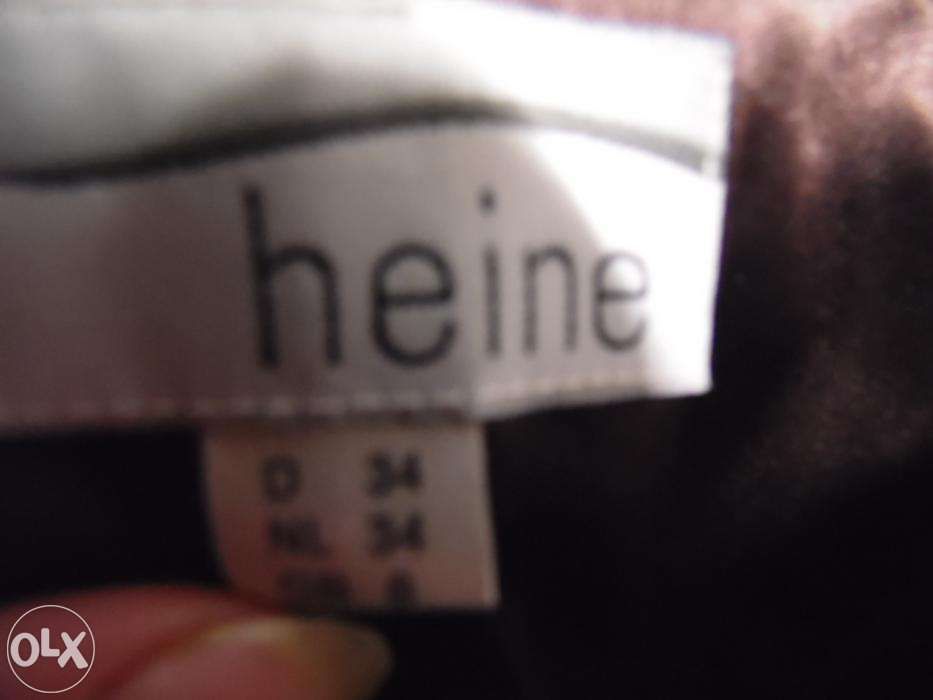 heine
D 34
NL 34
OLX